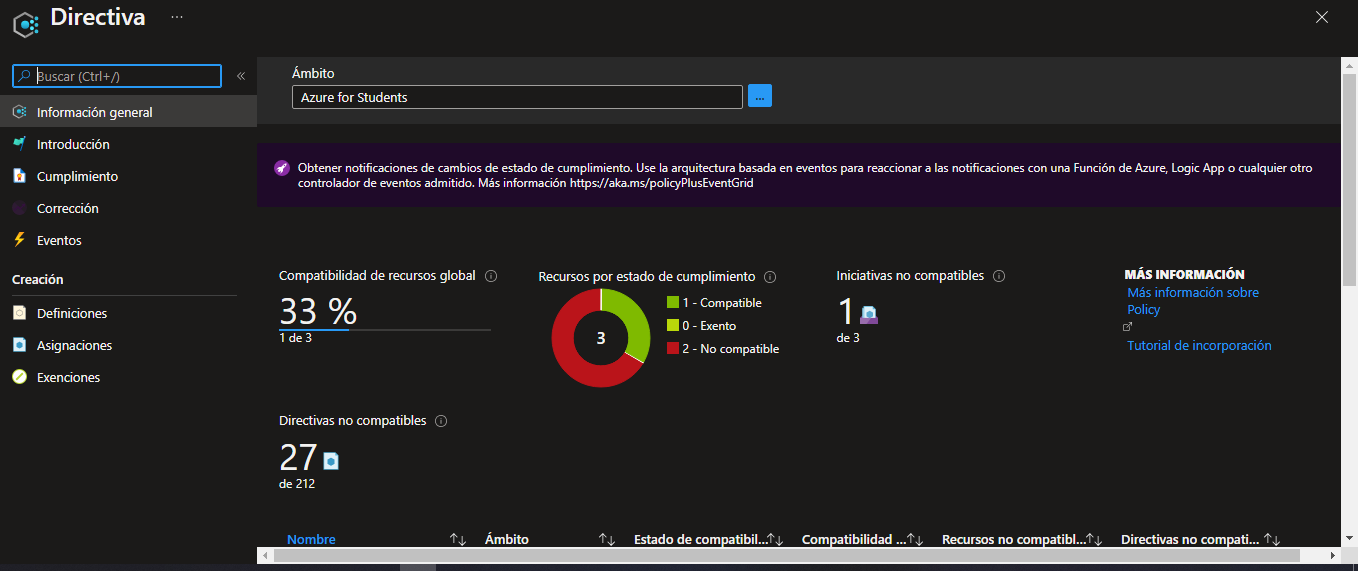 Directiva
...
Buscar (Ctrl+/)
«
Información general
Introducción
Cumplimiento
Corrección
Eventos
Creación
Definiciones
Asignaciones
Exenciones
Ámbito
Azure for Students
...
Obtener notificaciones de cambios de estado de cumplimiento. Use la arquitectura basada en eventos para reaccionar a las notificaciones con una Función de Azure, Logic App o cualquier otro
controlador de eventos admitido. Más información https://aka.ms/policyPlusEventGrid
Compatibilidad de recursos global
33 %
1 de 3
Recursos por estado de cumplimiento
3
1 - Compatible
0 - Exento
2 - No compatible
Iniciativas no compatibles
1
de 3
MÁS INFORMACIÓN
Más información sobre
Policy
Tutorial de incorporación
Directivas no compatibles
27
de 212
Nombre
Ámbito
Estado de compatibil...
Compatibilidad ...
Recursos no compatibl...
Directivas no compati...